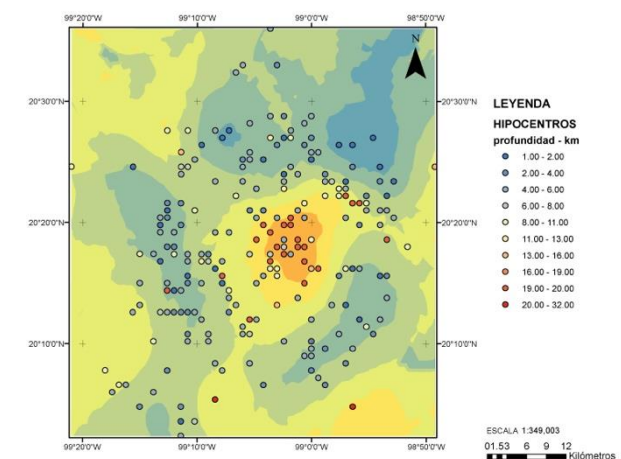 99°20'0"W 99°10'0"W 99°0'0"W 98°50'0"W
N
20°30'0"N 20°30'0"N
20°20'0"N 20°20'0"N
20°10'0"N 20°10'0"N
99°20'0"W 99°10'0"W 99°0'0"W 98°50'0"W
LEYENDA
HIPOCENTROS
profundidad - km
1.00 - 2.00
2.00 - 4.00
4.00 - 6.00
6.00 - 8.00
8.00 - 11.00
11.00 - 13.00
13.00 - 16.00
16.00 - 19.00
19.00 - 20.00
20.00 - 32.00
ESCALA 1:349,003
01.53 6 9 12
Kilómetros